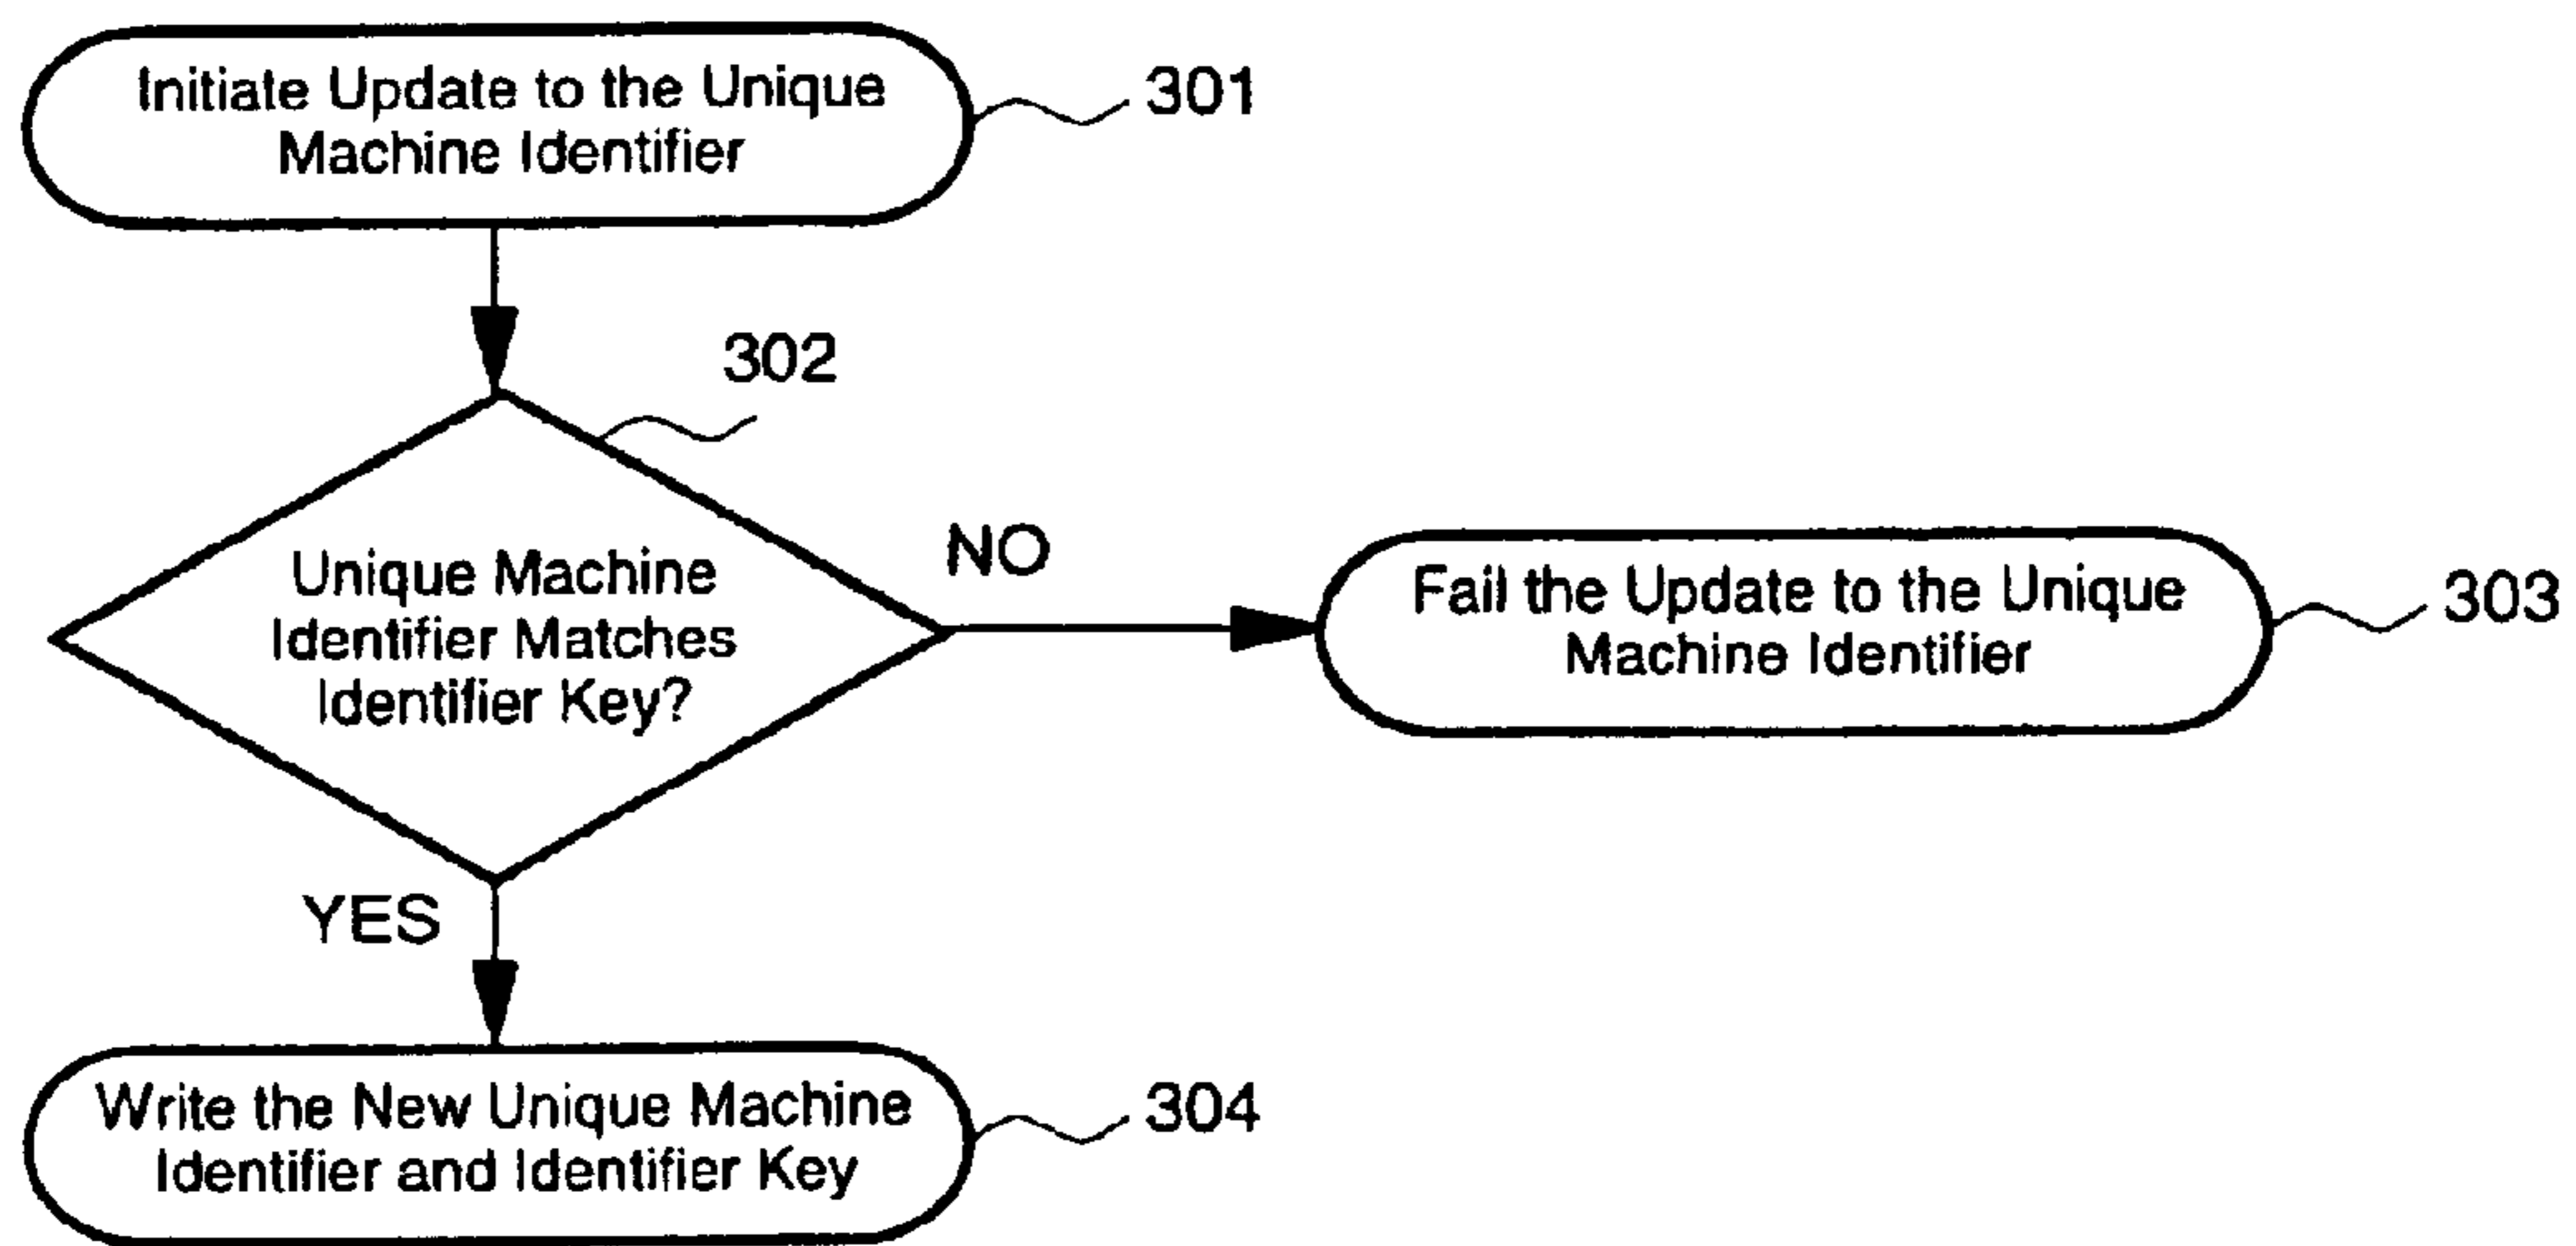 Initiate Update to the Unique
Machine Identifier
301
302
Unique Machine
Identifier Matches
Identifier Key?
NO
Fail the Update to the Unique
Machine Identifier
303
YES
Write the New Unique Machine
Identifier and Identifier Key
304